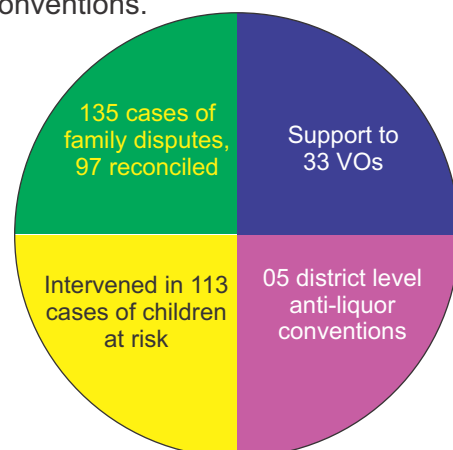 onventions.
135 cases of
family disputes,
97 reconciled
Support to
33 VOs
Intervened in 113
cases of children
at risk
05 district level
anti-liquor
conventions